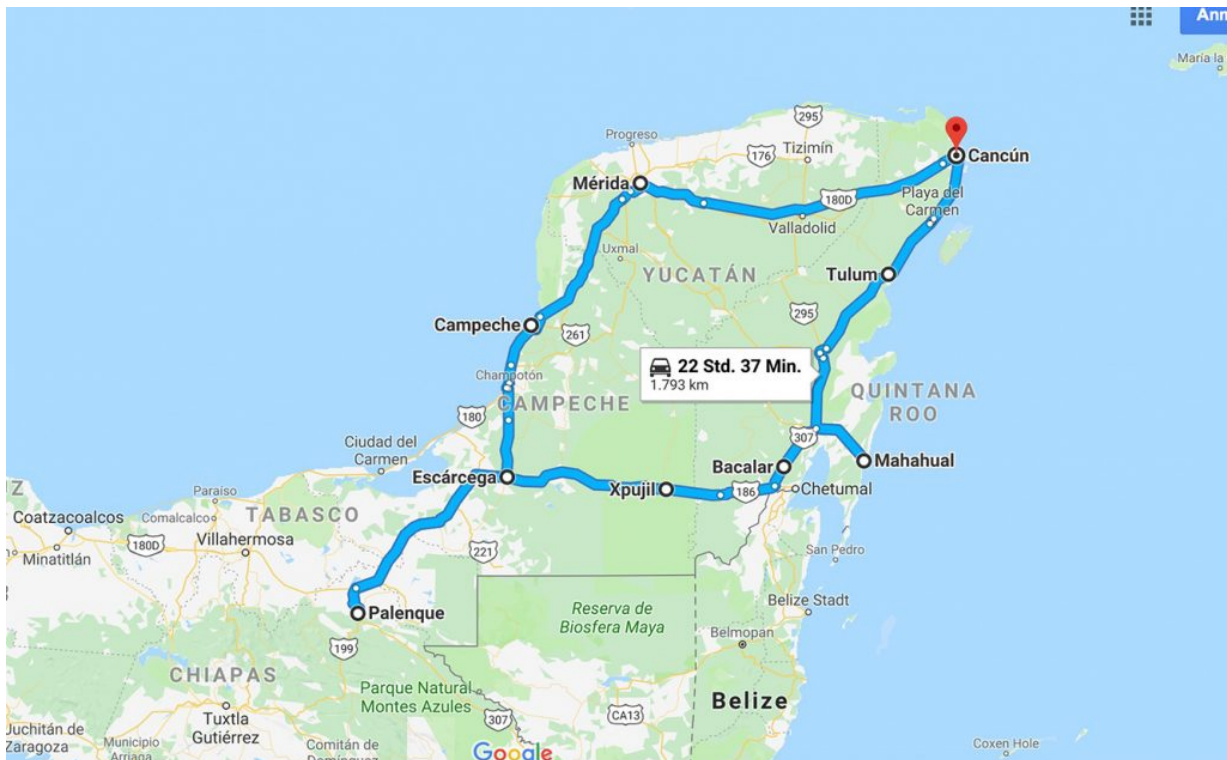 Ann
María la
295
Progreso
Tizimín
176
Cancún
Mérida
Playa del
Carmen
180D
Valladolid
Uxmal
YUCATÁN
Tulum
295
Campeche
261
22 Std. 37 Min.
1.793 km
Champotón
CAMPECHE
QUINTANA
ROO
180
307
Ciudad del
Carmen
Escárcega
Bacalar
Mahahual
Xpujil
186
Chetumal
Z
Paraiso
TABASCO
Coatzacoalcos
Comalcalco
180D
Villahermosa
Minatitlán
221
San Pedro
Palenque
Reserva de
Biosfera Maya
Belize Stadt
Belmopan
199
CHIAPAS
Parque Natural
Montes Azules
Belize
Tuxtla
Gutiérrez
307
CA13
Juchitán de
Zaragoza
Municipio
Arriaga
Comitán de
Domínguez
Google
Coxen Hole